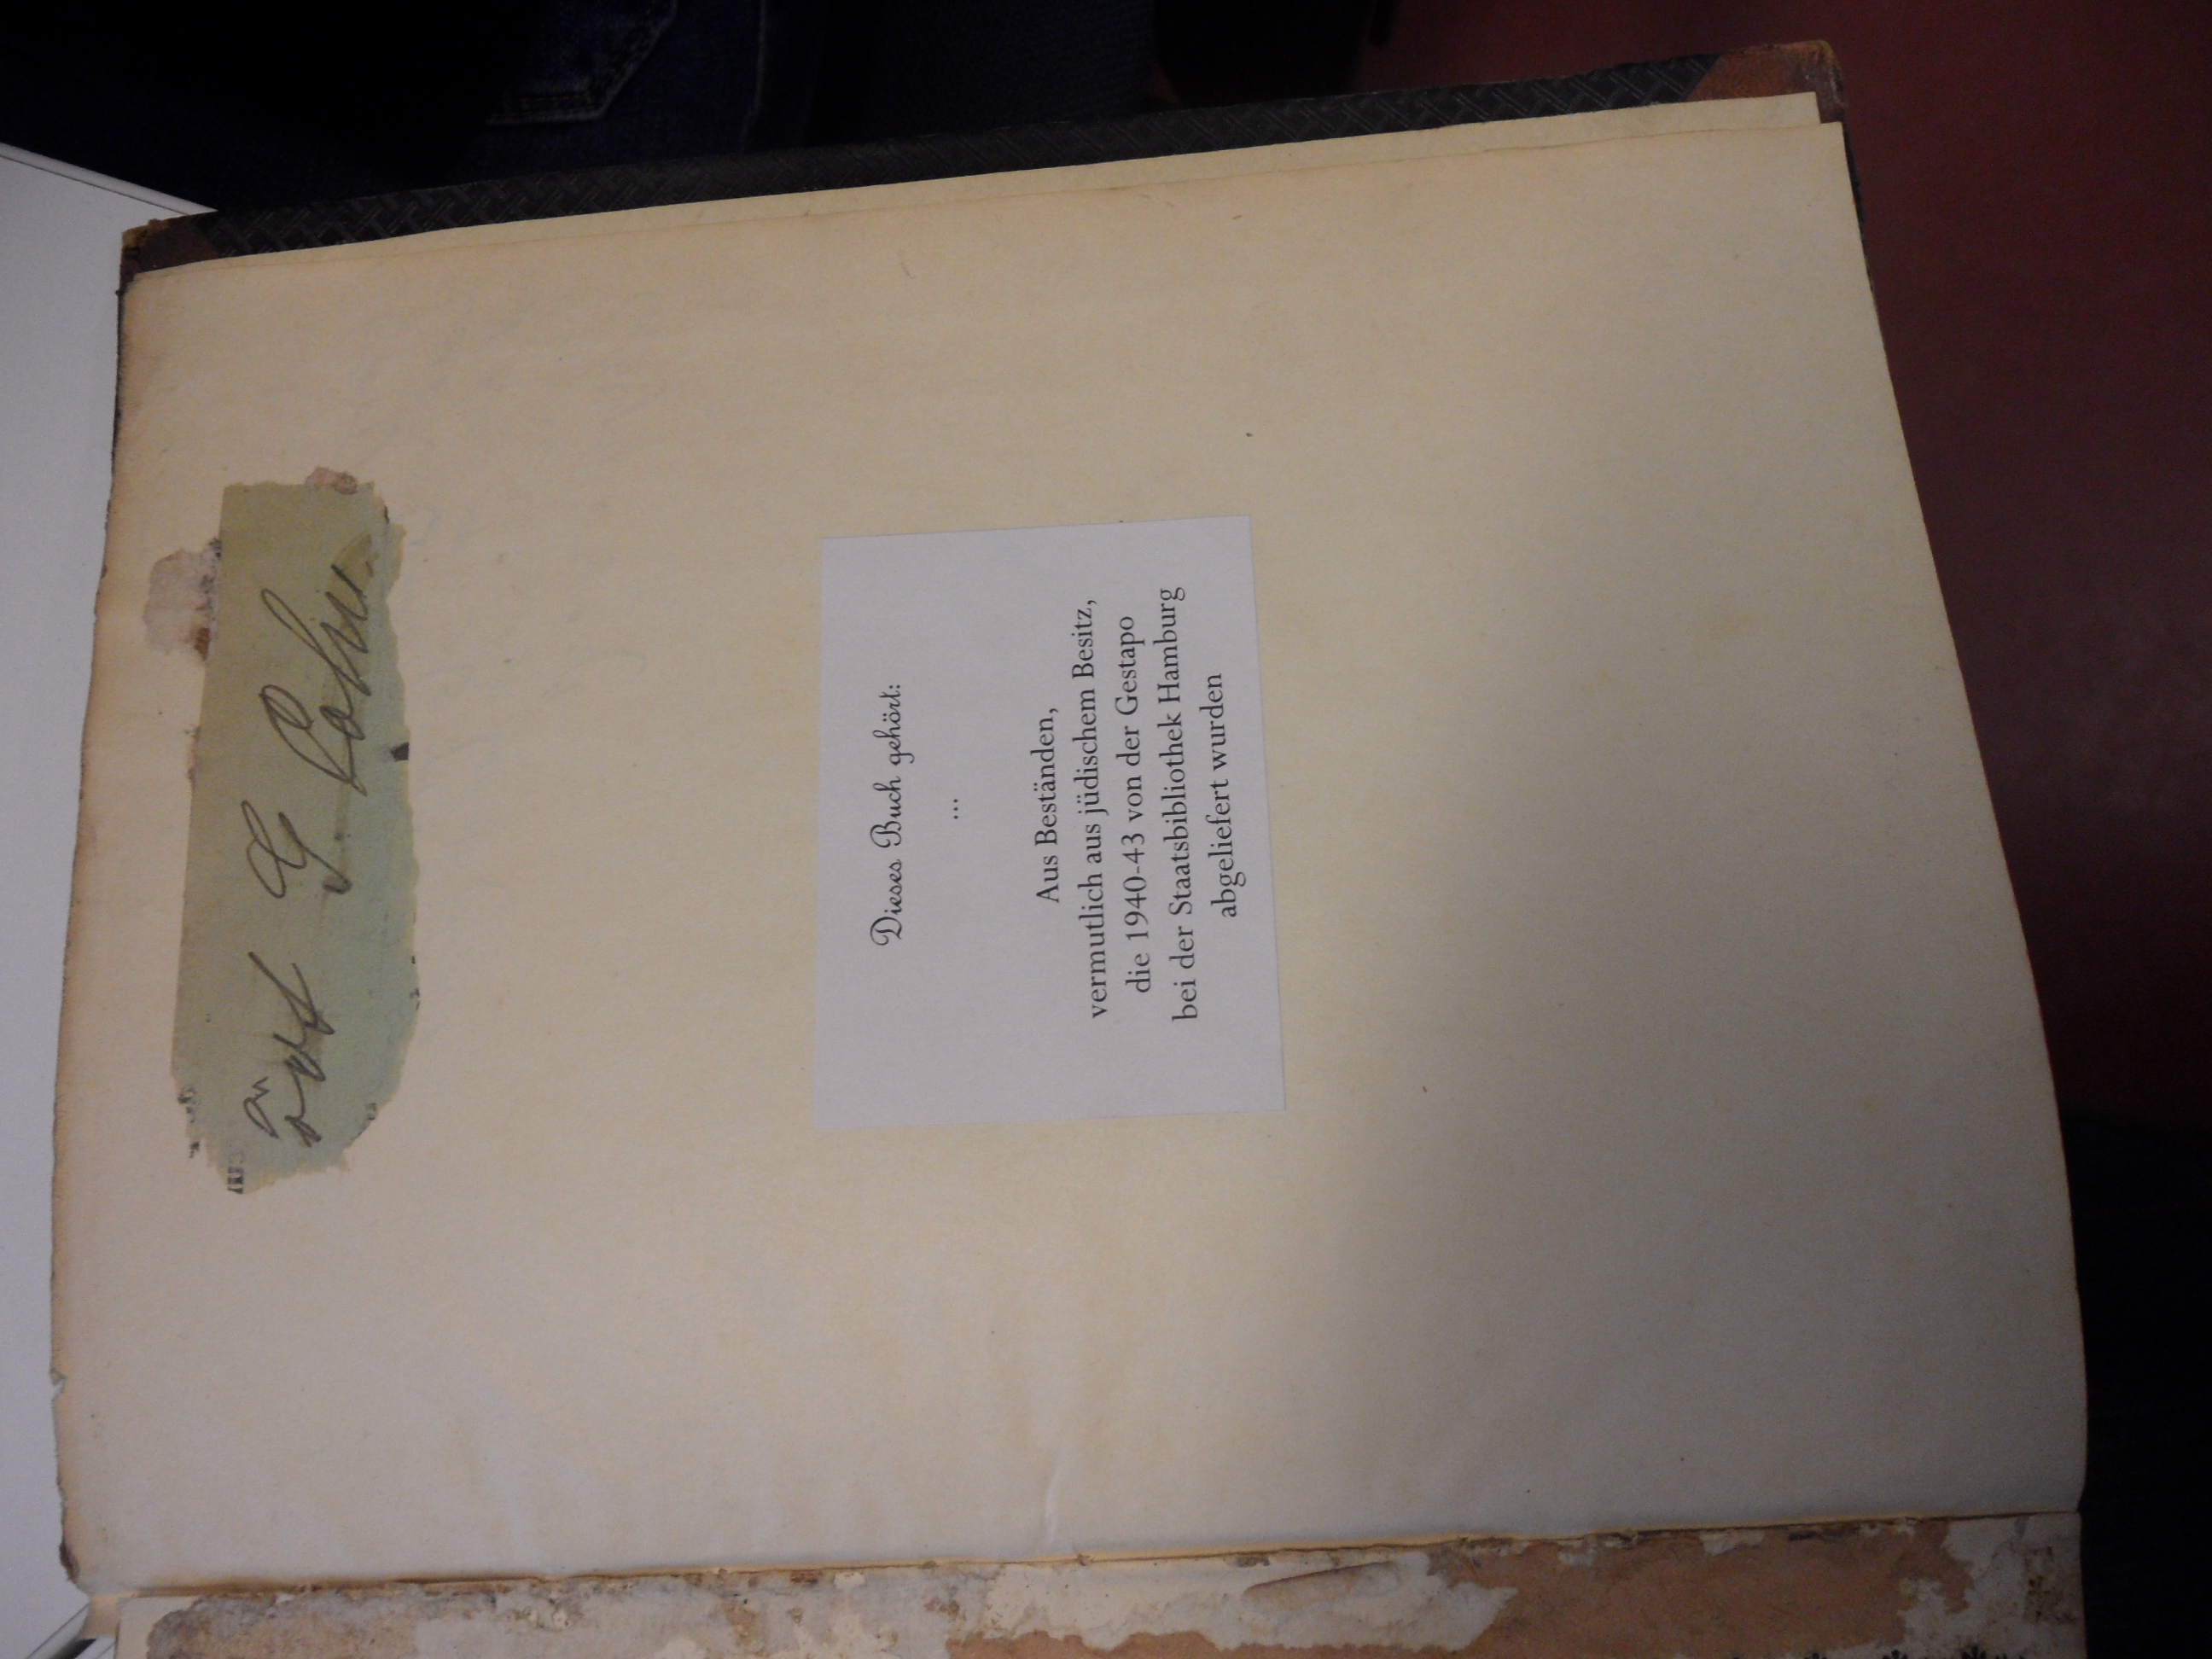 G. Cohn.
Dieses Buch gehört:
...
Aus Beständen,
vermutlich aus jüdischem Besitz,
die 1940-43 von der Gestapo
bei der Staatsbibliothek Hamburg
abgeliefert wurden